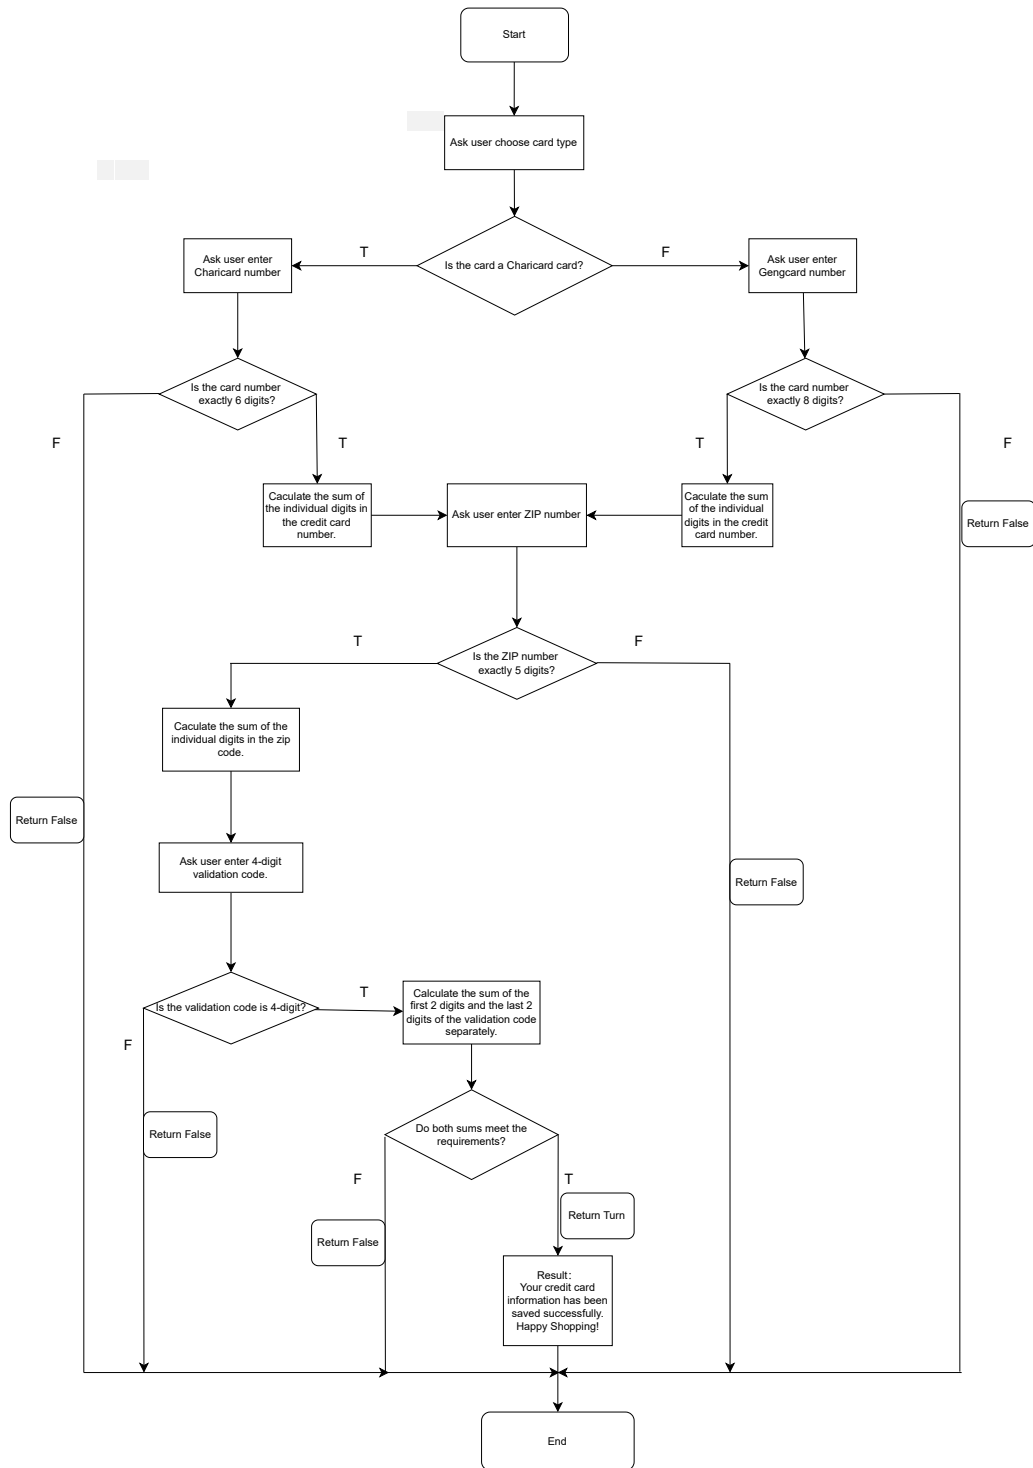 Start
Ask user choose card type
T
Is the card a Charicard card?
F
Ask user enter
Charicard number
Ask user enter
Gengcard number
Is the card number
exactly 6 digits?
Is the card number
exactly 8 digits?
F
T
T
F
Caculate the sum of
the individual digits in
the credit card
number.
Ask user enter ZIP number
Caculate the sum
of the individual
digits in the credit
card number.
Return False
T
Is the ZIP number
exactly 5 digits?
F
Caculate the sum of the
individual digits in the zip
code.
Return False
Ask user enter 4-digit
validation code.
Return False
Is the validation code is 4-digit?
T
Calculate the sum of the
first 2 digits and the last 2
digits of the validation code
separately.
F
Return False
Do both sums meet the
requirements?
F
T
Return False
Return Turn
Result:
Your credit card
information has been
saved successfully.
Happy Shopping!
End